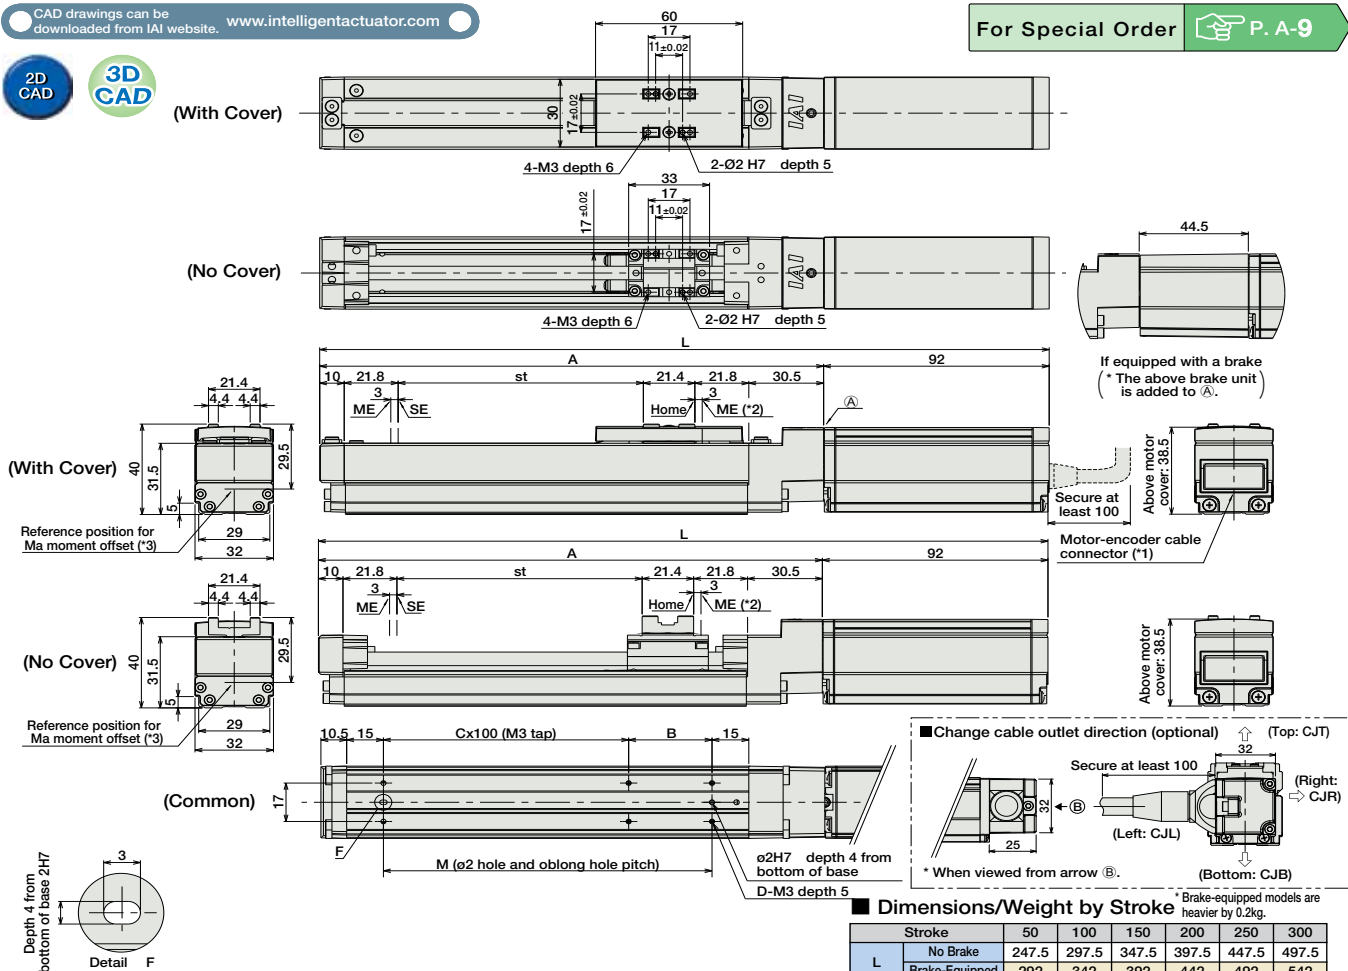 CAD drawings can be
downloaded from IAI website. www.intelligentactuator.com
For Special Order P. A-9
2D
CAD
3D
CAD
(With Cover)
60
17
11±0.02
30
17±0.02
IAI
4-M3 depth 6
2-Ø2 H7 depth 5
(No Cover)
33
17
11±0.02
17±0.02
IAI
4-M3 depth 6
2-Ø2 H7 depth 5
44.5
If equipped with a brake
(* The above brake unit
is added to Ⓐ.)
L
A
92
10
21.8
st
21.4
21.8
30.5
3
ME
SE
Home
3
ME (*2)
Ⓐ
(With Cover)
21.4
4.4
4.4
40
31.5
5
29.5
29
32
Reference position for
Ma moment offset (*3)
Secure at
least 100
Above motor
cover: 38.5
Motor-encoder cable
connector (*1)
L
A
92
10
21.8
st
21.4
21.8
30.5
3
ME
SE
Home
3
ME (*2)
(No Cover)
21.4
4.4
4.4
40
31.5
5
29.5
29
32
Reference position for
Ma moment offset (*3)
Above motor
cover: 38.5
(Common)
10.5
15
Cx100 (M3 tap)
B
15
17
F
M (ø2 hole and oblong hole pitch)
ø2H7 depth 4 from
bottom of base
D-M3 depth 5
■Change cable outlet direction (optional)
(Top: CJT)
32
Secure at least 100
(Right:
CJR)
32
Ⓑ
(Left: CJL)
25
* When viewed from arrow Ⓑ.
(Bottom: CJB)
3
Depth 4 from
bottom of base 2H7
Detail F
■ Dimensions/Weight by Stroke
* Brake-equipped models are
heavier by 0.2kg.
Stroke 50 100 150 200 250 300
L No Brake 247.5 297.5 347.5 397.5 447.5 497.5
Brake-Equipped 292 342 392 442 492 542